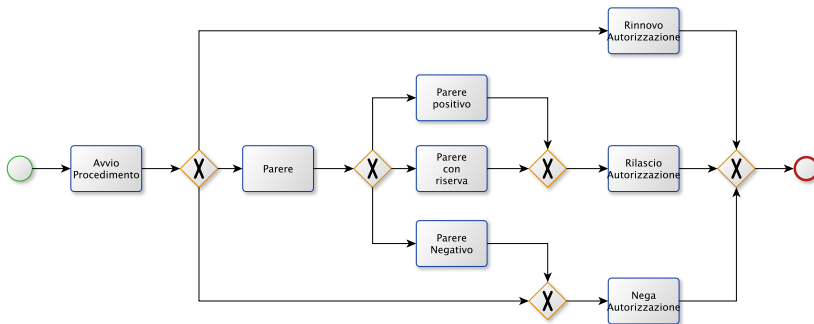 Rinnovo
Autorizzazione
Parere
positivo
Avvio
Procedimento
Parere
Parere
con
riserva
Rilascio
Autorizzazione
Parere
Negativo
Nega
Autorizzazione